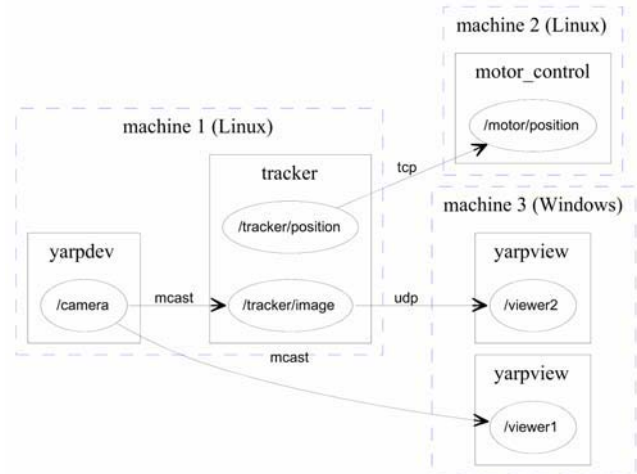 machine 2 (Linux)
motor_control
/motor/position
machine 1 (Linux)
tracker
tcp
/tracker/position
machine 3 (Windows)
yarpdev
yarpview
/camera
mcast
/tracker/image
udp
/viewer2
mcast
yarpview
/viewer1